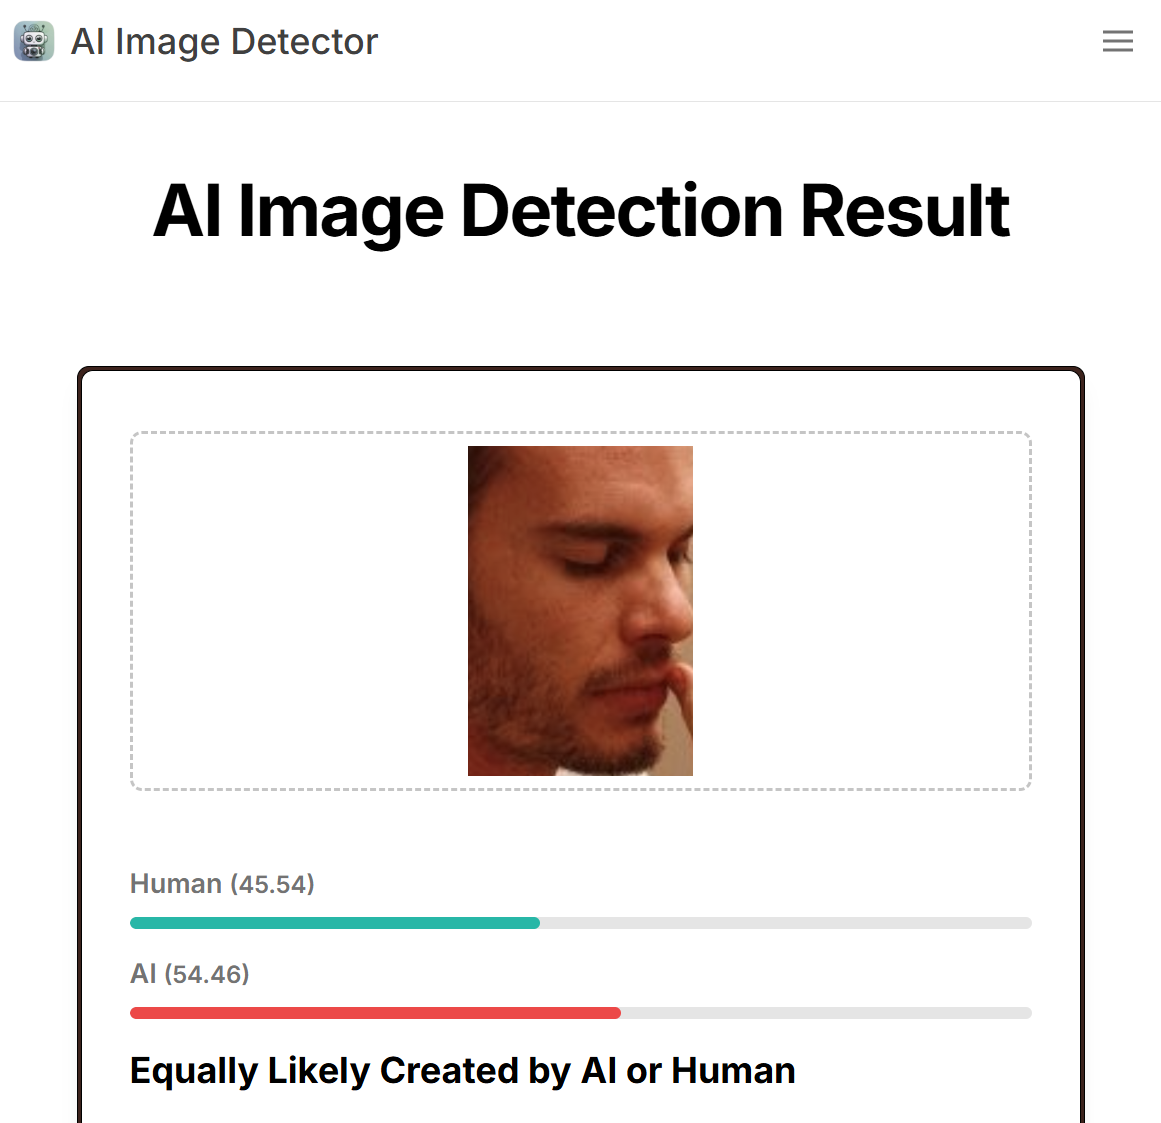 AI Image Detector
AI Image Detection Result
Human (45.54)
AI (54.46)
Equally Likely Created by AI or Human